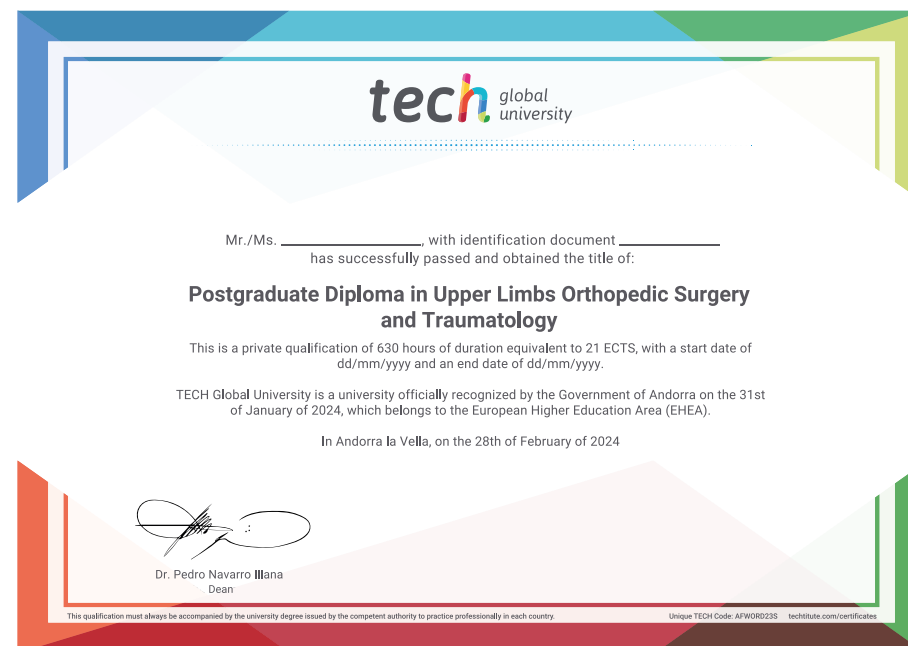 tech global university
Mr./Ms. ____________________, with identification document ______________
has successfully passed and obtained the title of:
Postgraduate Diploma in Upper Limbs Orthopedic Surgery
and Traumatology
This is a private qualification of 630 hours of duration equivalent to 21 ECTS, with a start date of
dd/mm/yyyy and an end date of dd/mm/yyyy.
TECH Global University is a university officially recognized by the Government of Andorra on the 31st
of January of 2024, which belongs to the European Higher Education Area (EHEA).
In Andorra la Vella, on the 28th of February of 2024
Dr. Pedro Navarro Illana
Dean
This qualification must always be accompanied by the university degree issued by the competent authority to practice professionally in each country.
Unique TECH Code: AFWORD23S techtitute.com/certificates